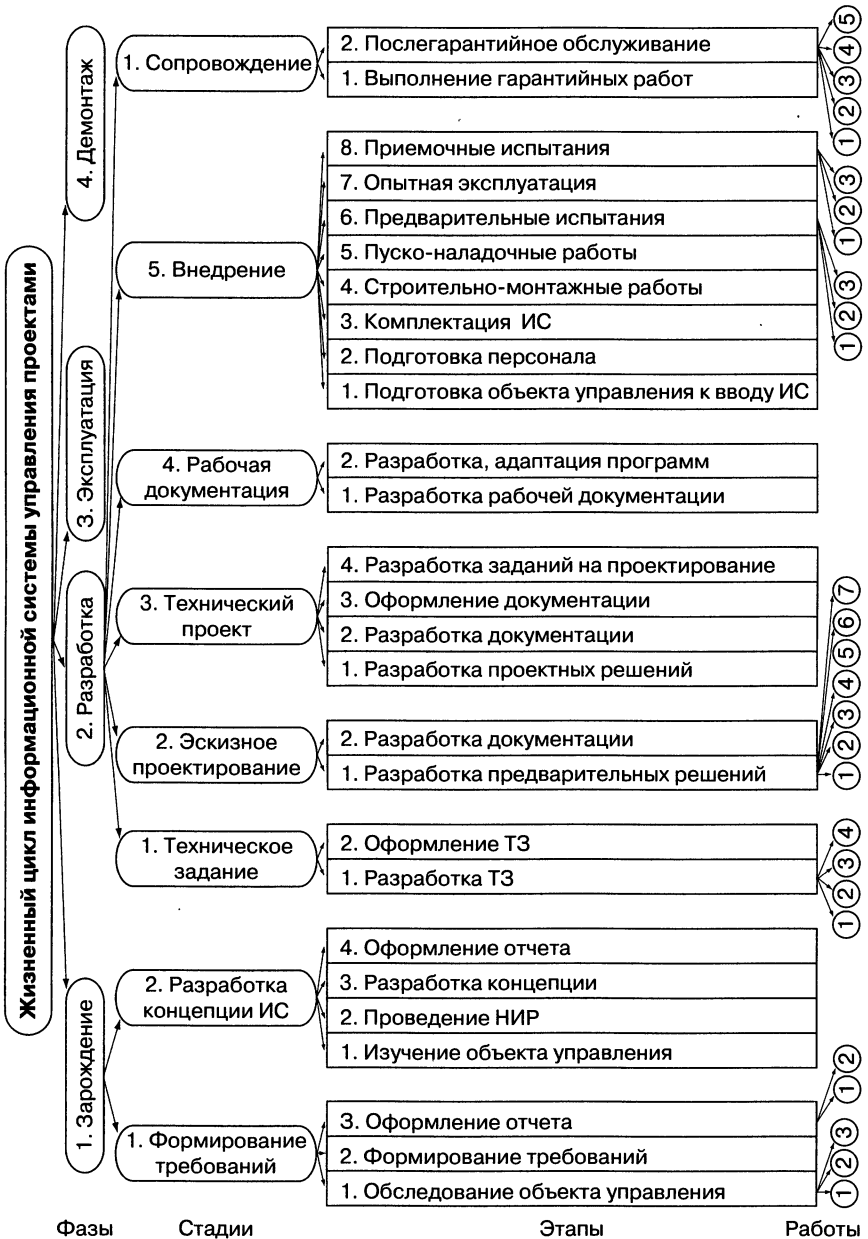 Жизненный цикл информационной системы управления проектами
4. Демонтаж
3. Эксплуатация
2. Разработка
1. Зарождение
1. Сопровождение
2. Послегарантийное обслуживание
1. Выполнение гарантийных работ
5
4
3
2
1
5. Внедрение
8. Приемочные испытания
7. Опытная эксплуатация
6. Предварительные испытания
5. Пуско-наладочные работы
4. Строительно-монтажные работы
3. Комплектация ИС
2. Подготовка персонала
1. Подготовка объекта управления к вводу ИС
3
2
1
3
2
1
4. Рабочая
документация
2. Разработка, адаптация программ
1. Разработка рабочей документации
3. Технический
проект
4. Разработка заданий на проектирование
3. Оформление документации
2. Разработка документации
1. Разработка проектных решений
2. Эскизное
проектирование
2. Разработка документации
1. Разработка предварительных решений
7
6
5
4
3
2
1
1. Техническое
задание
2. Оформление ТЗ
1. Разработка ТЗ
4
3
2
1
2. Разработка
концепции ИС
4. Оформление отчета
3. Разработка концепции
2. Проведение НИР
1. Изучение объекта управления
1. Формирование
требований
3. Оформление отчета
2. Формирование требований
1. Обследование объекта управления
2
1
3
2
1
Фазы Стадии Этапы Работы